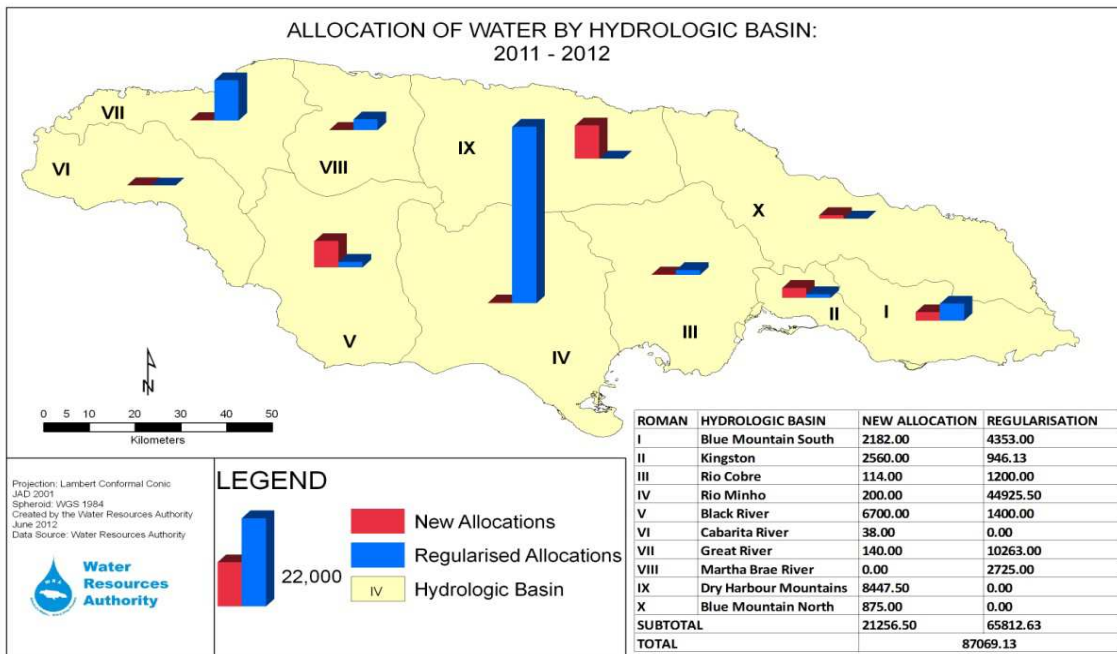 ALLOCATION OF WATER BY HYDROLOGIC BASIN:
2011 - 2012
VII
VI
VIII
IX
X
V
IV
III
II
I
N
0 5 10 20 30 40 50
Kilometers
Projection: Lambert Conformal Conic
JAD 2001
Spheroid: WGS 1984
Created by the Water Resources Authority
June 2012
Data Source: Water Resources Authority
Water
Resources
Authority
LEGEND
22,000
New Allocations
Regularised Allocations
IV Hydrologic Basin
ROMAN HYDROLOGIC BASIN NEW ALLOCATION REGULARISATION
I Blue Mountain South 2182.00 4353.00
II Kingston 2560.00 946.13
III Rio Cobre 114.00 1200.00
IV Rio Minho 200.00 44925.50
V Black River 6700.00 1400.00
VI Cabarita River 38.00 0.00
VII Great River 140.00 10263.00
VIII Martha Brae River 0.00 2725.00
IX Dry Harbour Mountains 8447.50 0.00
X Blue Mountain North 875.00 0.00
SUBTOTAL 21256.50 65812.63
TOTAL 87069.13